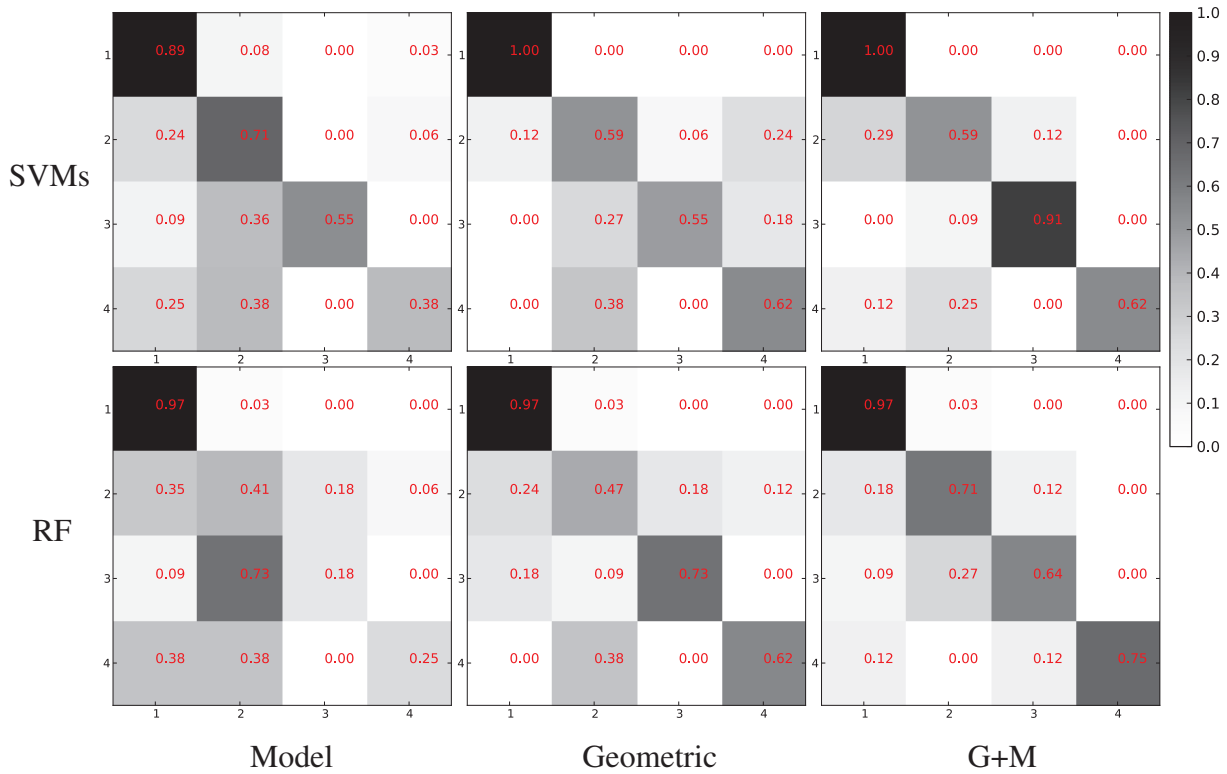 1 0.89 0.08 0.00 0.03
2 0.24 0.71 0.00 0.06
3 0.09 0.36 0.55 0.00
4 0.25 0.38 0.00 0.38
1 2 3 4
1 1.00 0.00 0.00 0.00
2 0.12 0.59 0.06 0.24
3 0.00 0.27 0.55 0.18
4 0.00 0.38 0.00 0.62
1 2 3 4
1 1.00 0.00 0.00 0.00
2 0.29 0.59 0.12 0.00
3 0.00 0.09 0.91 0.00
4 0.12 0.25 0.00 0.62
1 2 3 4
SVMs
1.0
0.9
0.8
0.7
0.6
0.5
0.4
0.3
0.2
0.1
0.0
1 0.97 0.03 0.00 0.00
2 0.35 0.41 0.18 0.06
3 0.09 0.73 0.18 0.00
4 0.38 0.38 0.00 0.25
1 2 3 4
1 0.97 0.03 0.00 0.00
2 0.24 0.47 0.18 0.12
3 0.18 0.09 0.73 0.00
4 0.00 0.38 0.00 0.62
1 2 3 4
1 0.97 0.03 0.00 0.00
2 0.18 0.71 0.12 0.00
3 0.09 0.27 0.64 0.00
4 0.12 0.00 0.12 0.75
1 2 3 4
RF
Model Geometric G+M